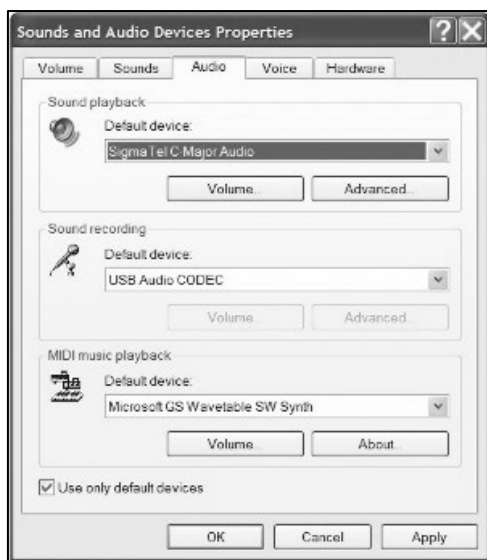 Sounds and Audio Devices Properties
Volume Sounds Audio Voice Hardware
Sound playback
Default device:
SigmaTel C-Major Audio
Volume... Advanced...
Sound recording
Default device:
USB Audio CODEC
Volume... Advanced...
MIDI music playback
Default device:
Microsoft GS Wavetable SW Synth
Volume... About...
Use only default devices
OK Cancel Apply